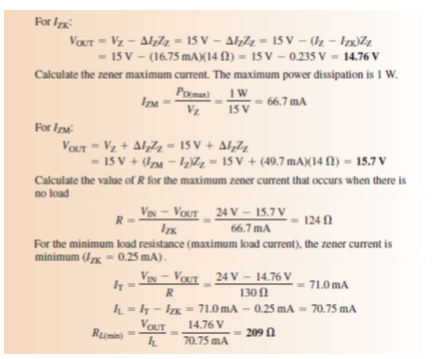 For I_ZK:
V_OUT = V_Z − ΔI_ZZ_Z = 15 V − ΔI_ZZ_Z = 15 V − (I_Z − I_ZK)Z_Z
= 15 V − (16.75 mA)(14 Ω) = 15 V − 0.235 V = 14.76 V
Calculate the zener maximum current. The maximum power dissipation is 1 W.
I_ZM = P_D(max) / V_Z = 1 W / 15 V = 66.7 mA
For I_ZM:
V_OUT = V_Z + ΔI_ZZ_Z = 15 V + ΔI_ZZ_Z
= 15 V + (I_ZM − I_Z)Z_Z = 15 V + (49.7 mA)(14 Ω) = 15.7 V
Calculate the value of R for the maximum zener current that occurs when there is
no load
R = V_IN − V_OUT / I_ZK = 24 V − 15.7 V / 66.7 mA = 124 Ω
For the minimum load resistance (maximum load current), the zener current is
minimum (I_ZK = 0.25 mA).
I_T = V_IN − V_OUT / R = 24 V − 14.76 V / 130 Ω = 71.0 mA
I_L = I_T − I_ZK = 71.0 mA − 0.25 mA = 70.75 mA
R_L(min) = V_OUT / I_L = 14.76 V / 70.75 mA = 209 Ω